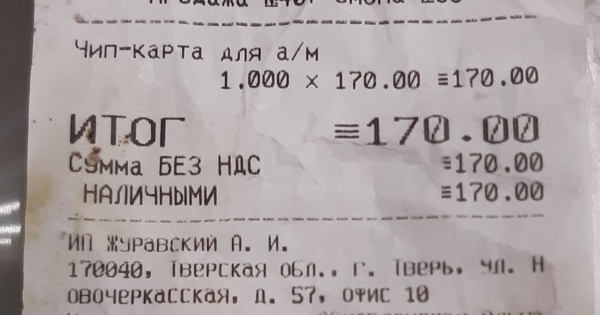 Чип-карта для а/м
1.000 × 170.00 ≡170.00
ИТОГ ≡170.00
Сумма БЕЗ НДС ≡170.00
НАЛИЧНЫМИ ≡170.00
ИП ЖУРАВСКИЙ А. И.
170040, ТВЕРСКАЯ ОБЛ., Г. ТВЕРЬ, УЛ. Н
ОВОЧЕРКАССКАЯ, Д. 57, ОФИС 10